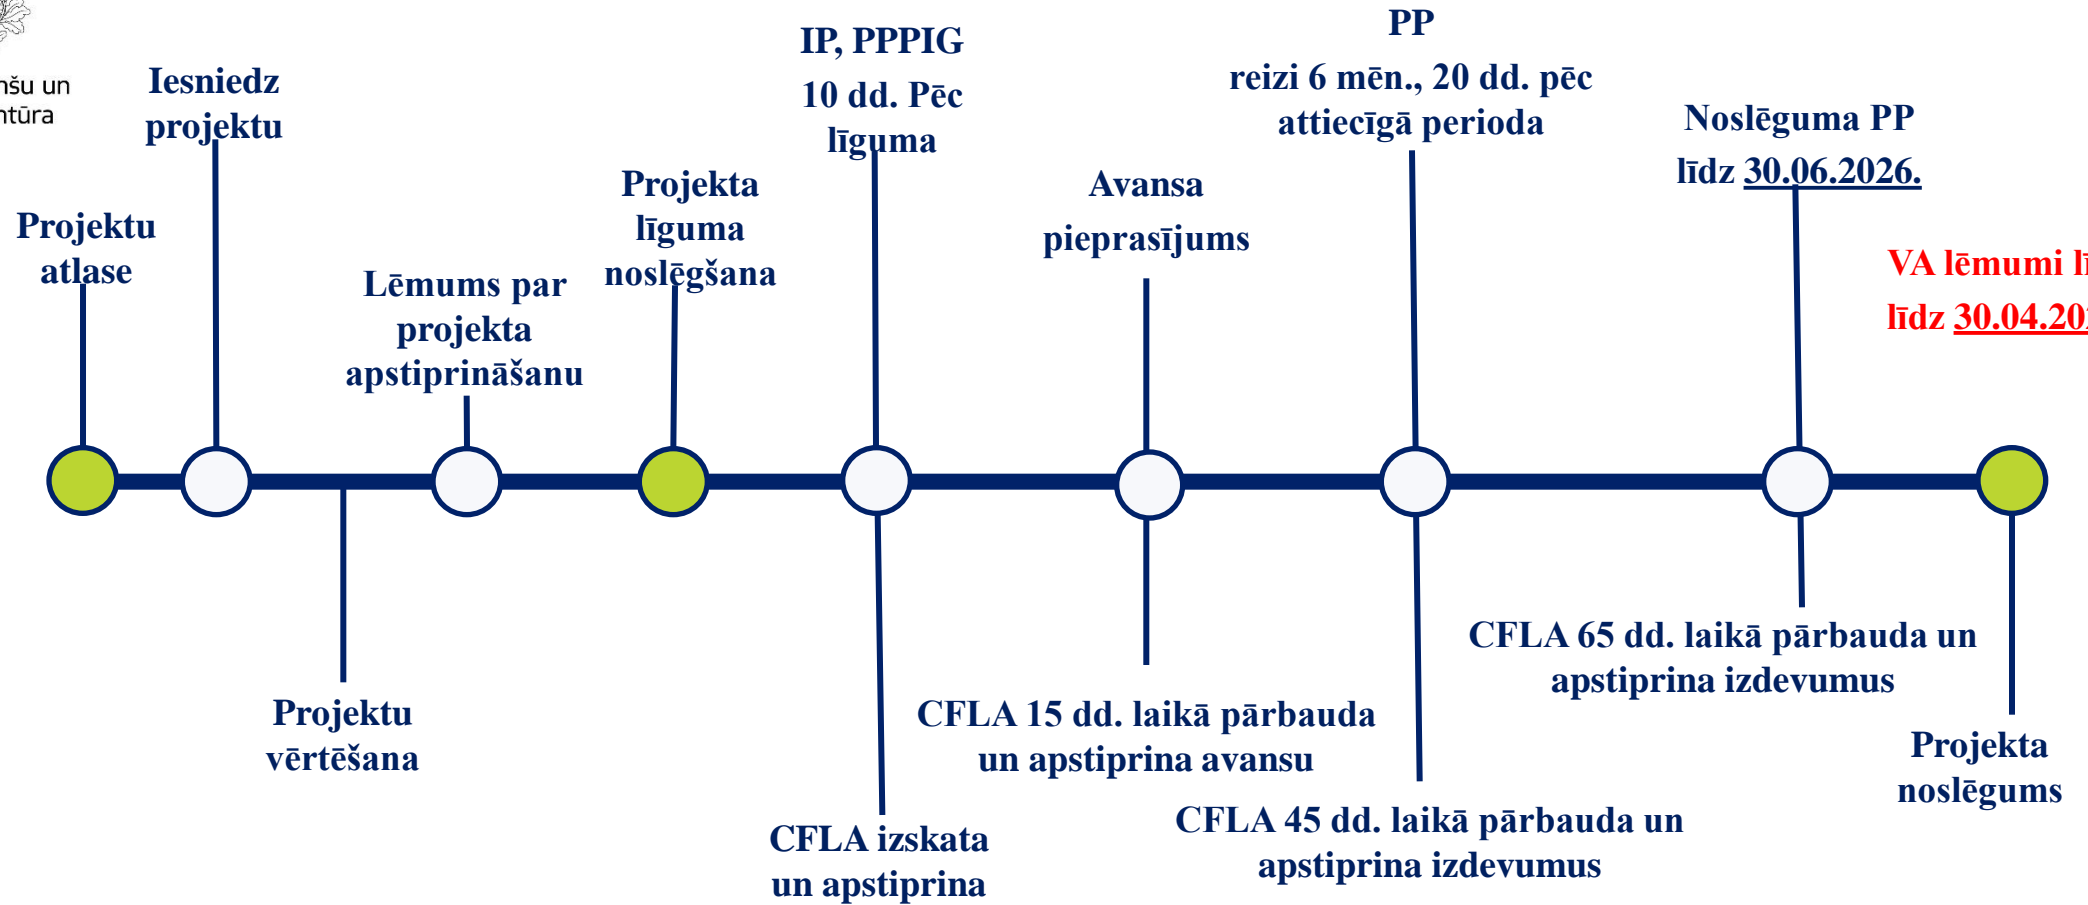 un
Iesniedz
projektu
Projektu
atlase
Lēmums par
projekta
apstiprināšanu
Projekta
līguma
noslēgšana
IP, PPPIG
10 dd. Pēc
līguma
Avansa
pieprasījums
PP
reizi 6 mēn., 20 dd. pēc
attiecīgā perioda
Noslēguma PP
līdz 30.06.2026.
VA lēmumi
līdz
Projektu
vērtēšana
CFLA izskata
un apstiprina
CFLA 15 dd. laikā pārbauda
un apstiprina avansu
CFLA 45 dd. laikā pārbauda un
apstiprina izdevumus
CFLA 65 dd. laikā pārbauda un
apstiprina izdevumus
Projekta
noslēgums